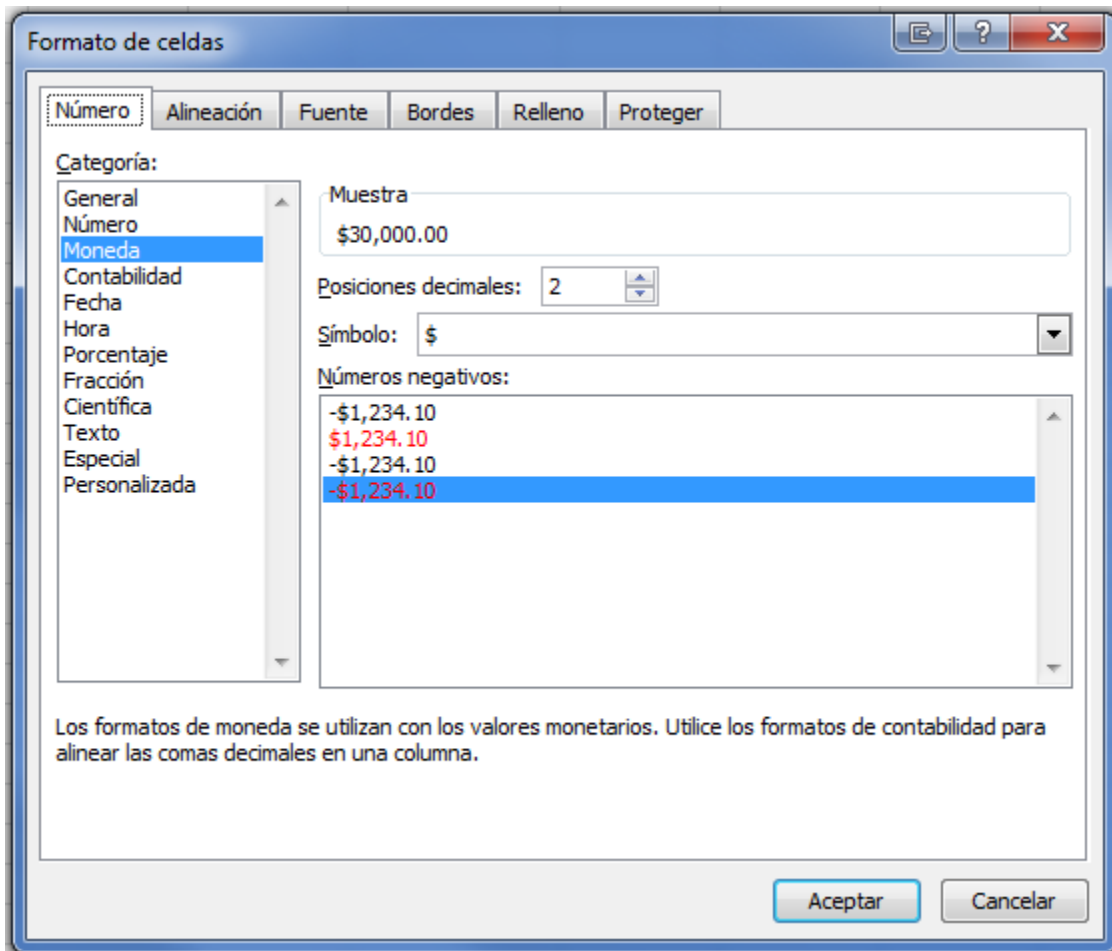 Formato de celdas
Número Alineación Fuente Bordes Relleno Proteger
Categoría:
General
Número
Moneda
Contabilidad
Fecha
Hora
Porcentaje
Fracción
Científica
Texto
Especial
Personalizada
Muestra
$30,000.00
Posiciones decimales: 2
Símbolo: $
Números negativos:
-$1,234.10
$1,234.10
-$1,234.10
-$1,234.10
Los formatos de moneda se utilizan con los valores monetarios. Utilice los formatos de contabilidad para
alinear las comas decimales en una columna.
Aceptar Cancelar